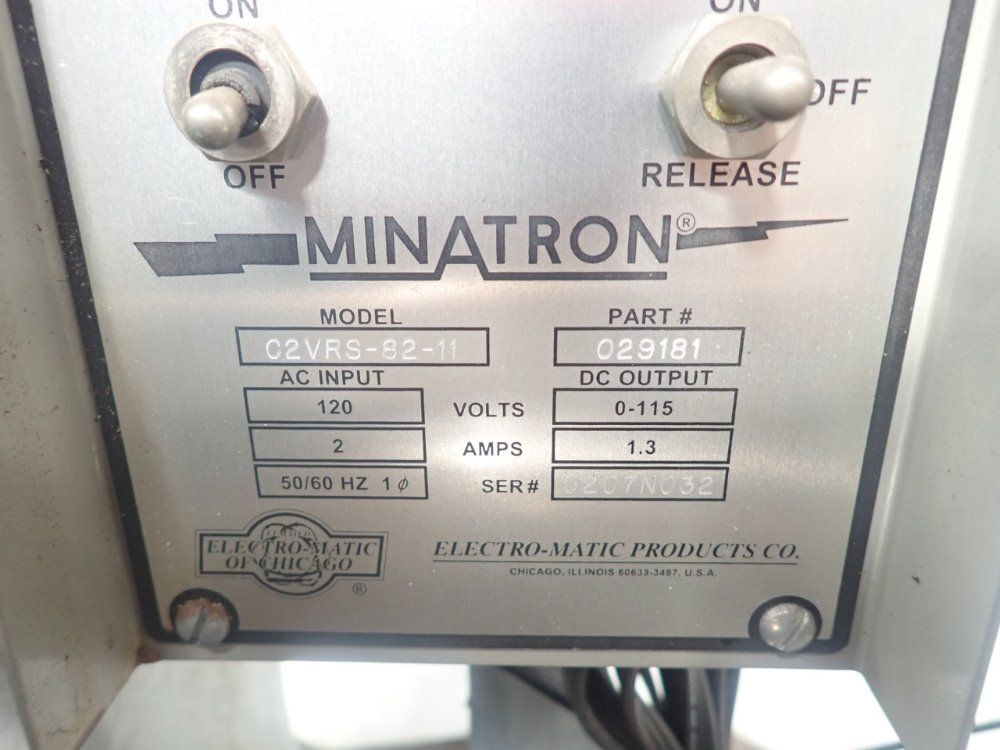 ON
ON
OFF
OFF
RELEASE
MINATRON®
MODEL
PART #
C2VRS-82-11
029181
AC INPUT
DC OUTPUT
120
VOLTS
0-115
2
AMPS
1.3
50/60 HZ 1ϕ
SER#
ELECTRO-MATIC
OF CHICAGO
®
ELECTRO-MATIC PRODUCTS CO.
CHICAGO, ILLINOIS 60639-3487, U.S.A.